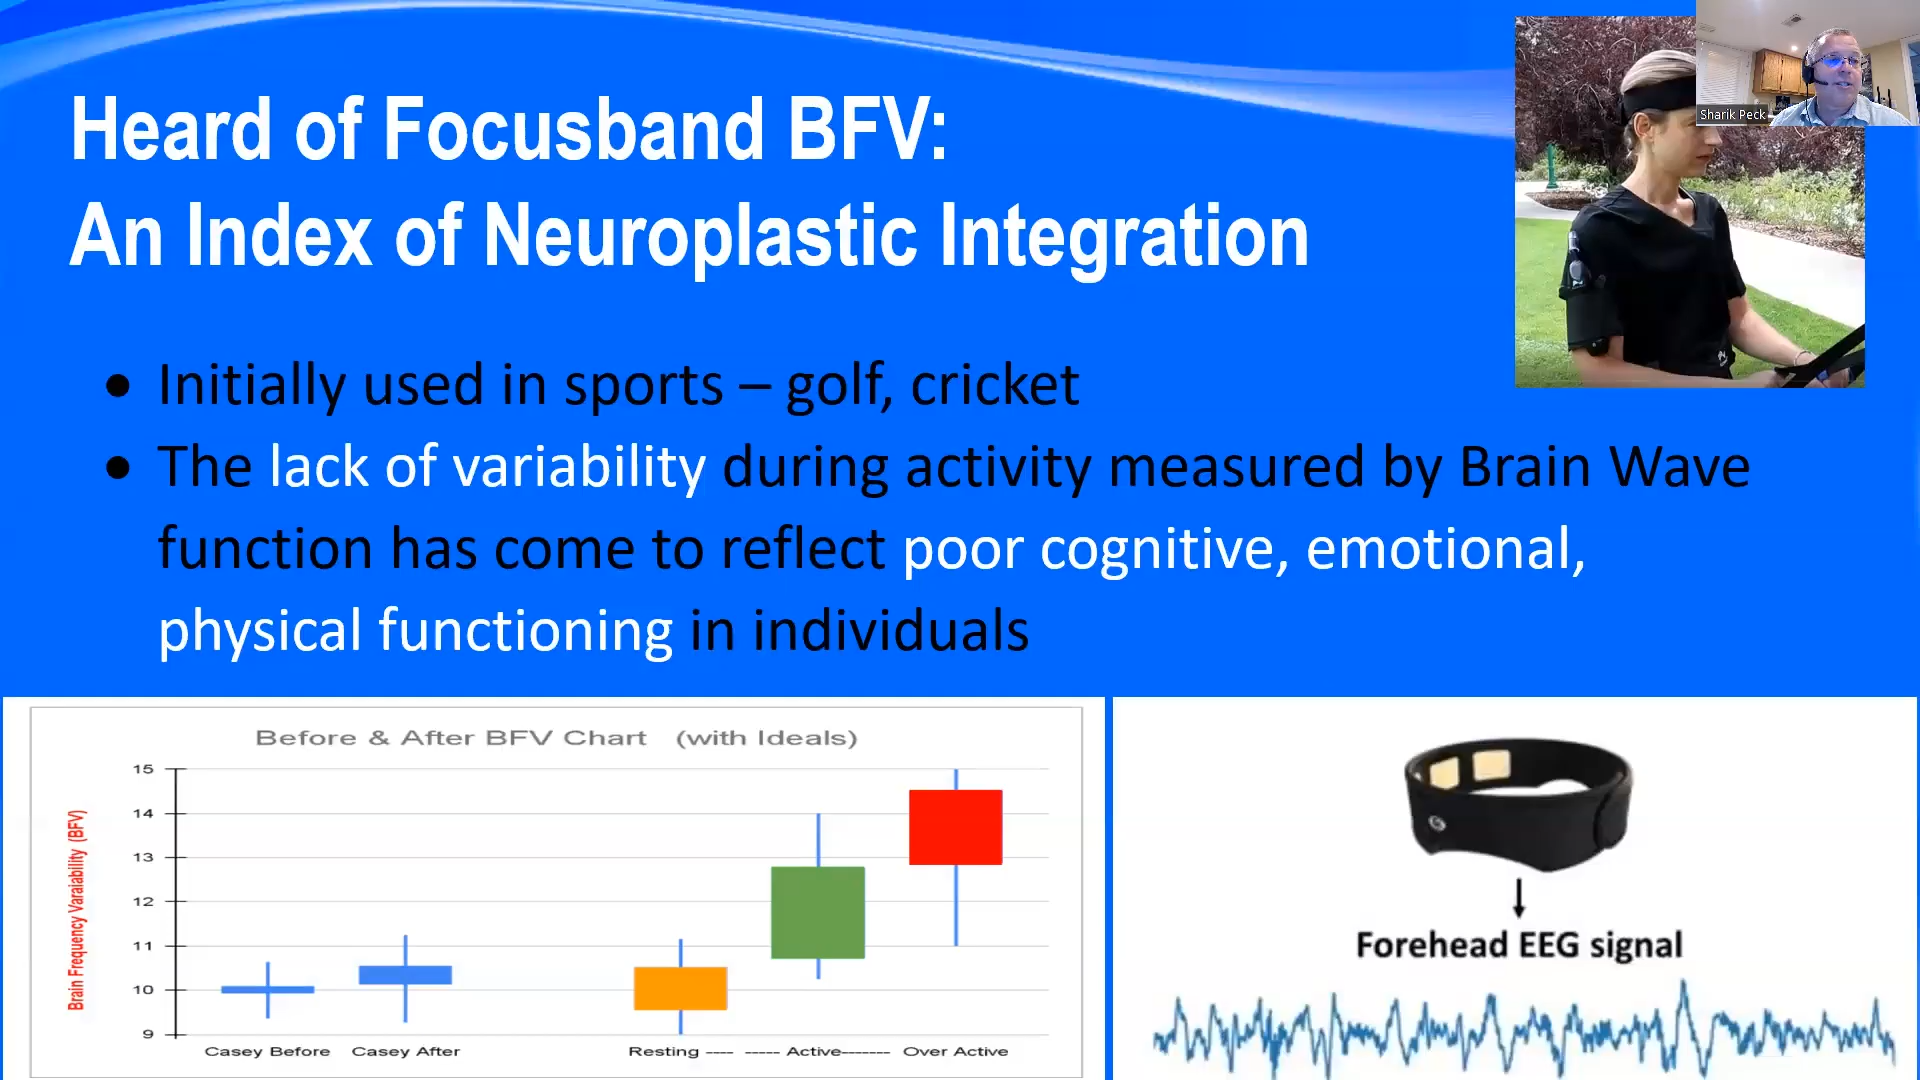 Heard of Focusband BFV:
An Index of Neuroplastic Integration
Sharik Peck
• Initially used in sports – golf, cricket
• The lack of variability during activity measured by Brain Wave
function has come to reflect poor cognitive, emotional,
physical functioning in individuals
Before & After BFV Chart (with Ideals)
Brain Frequency Varaiability (BFV)
15
14
13
12
11
10
9
Casey Before Casey After Resting ---- ----- Active------- Over Active
Forehead EEG signal